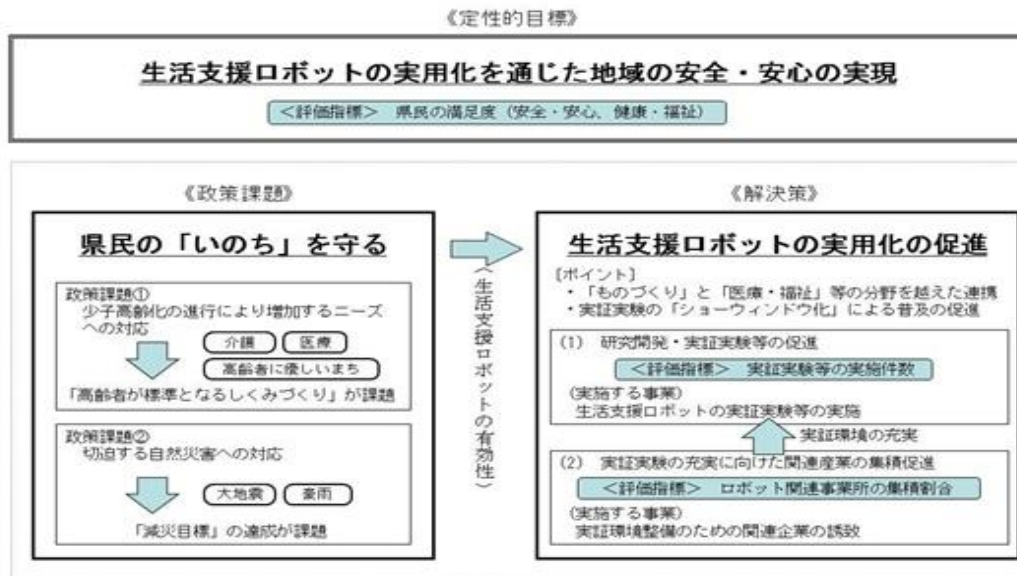 《定性的目標》
生活支援ロボットの実用化を通じた地域の安全・安心の実現
＜評価指標＞ 県民の満足度（安全・安心、健康・福祉）
《政策課題》
県民の「いのち」を守る
政策課題①
少子高齢化の進行により増加するニーズ
への対応
介護 医療
高齢者に優しいまち
「高齢者が標準となるしくみづくり」が課題
政策課題②
切迫する自然災害への対応
大地震 豪雨
「減災目標」の達成が課題
（生活支援ロボットの有効性）
《解決策》
生活支援ロボットの実用化の促進
［ポイント］
・「ものづくり」と「医療・福祉」等の分野を越えた連携
・実証実験の「ショーウィンドウ化」による普及の促進
(1) 研究開発・実証実験等の促進
＜評価指標＞ 実証実験等の実施件数
(実施する事業)
生活支援ロボットの実証実験等の実施
実証環境の充実
(2) 実証実験の充実に向けた関連産業の集積促進
＜評価指標＞ ロボット関連事業所の集積割合
(実施する事業)
実証環境整備のための関連企業の誘致